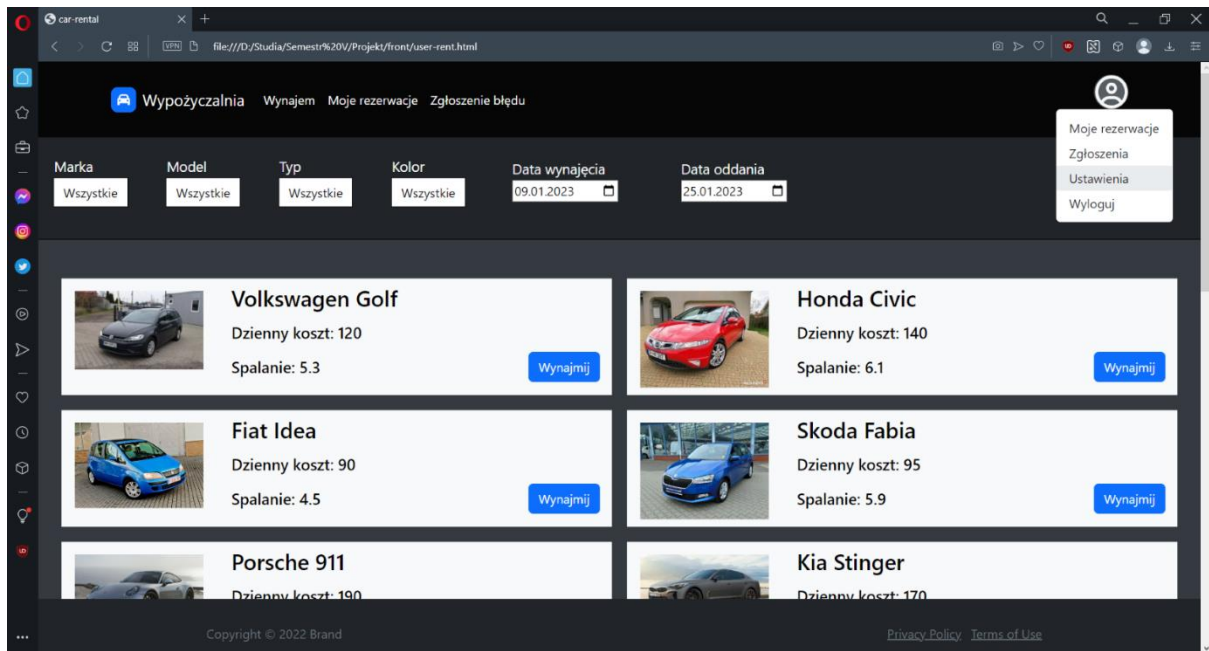 car-rental
VPN file:///D:/Studia/Semestr%20V/Projekt/front/user-rent.html
Wypożyczalnia Wynajem Moje rezerwacje Zgłoszenie błędu
Moje rezerwacje
Zgłoszenia
Ustawienia
Wyloguj
Marka Model Typ Kolor Data wynajęcia Data oddania
Wszystkie Wszystkie Wszystkie Wszystkie 09.01.2023 25.01.2023
Volkswagen Golf
Dzienny koszt: 120
Spalanie: 5.3
Wynajmij
Honda Civic
Dzienny koszt: 140
Spalanie: 6.1
Wynajmij
Fiat Idea
Dzienny koszt: 90
Spalanie: 4.5
Wynajmij
Skoda Fabia
Dzienny koszt: 95
Spalanie: 5.9
Wynajmij
Porsche 911
Dzienny koszt: 190
Kia Stinger
Dzienny koszt: 170
Copyright © 2022 Brand
Privacy Policy Terms of Use